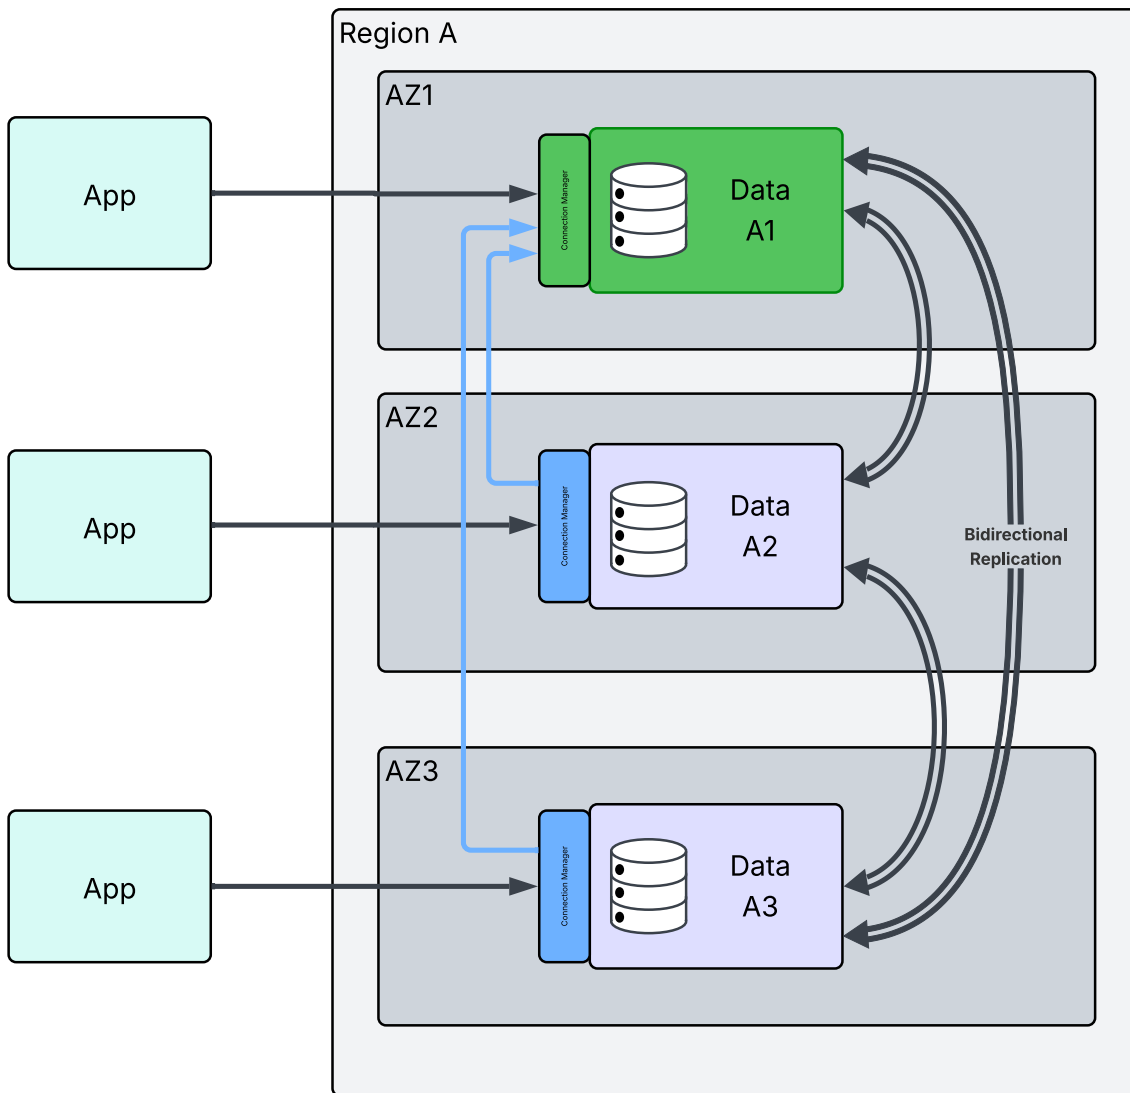 Region A
AZ1
App
Connection Manager
Data
A1
AZ2
App
Connection Manager
Data
A2
Bidirectional
Replication
AZ3
App
Connection Manager
Data
A3